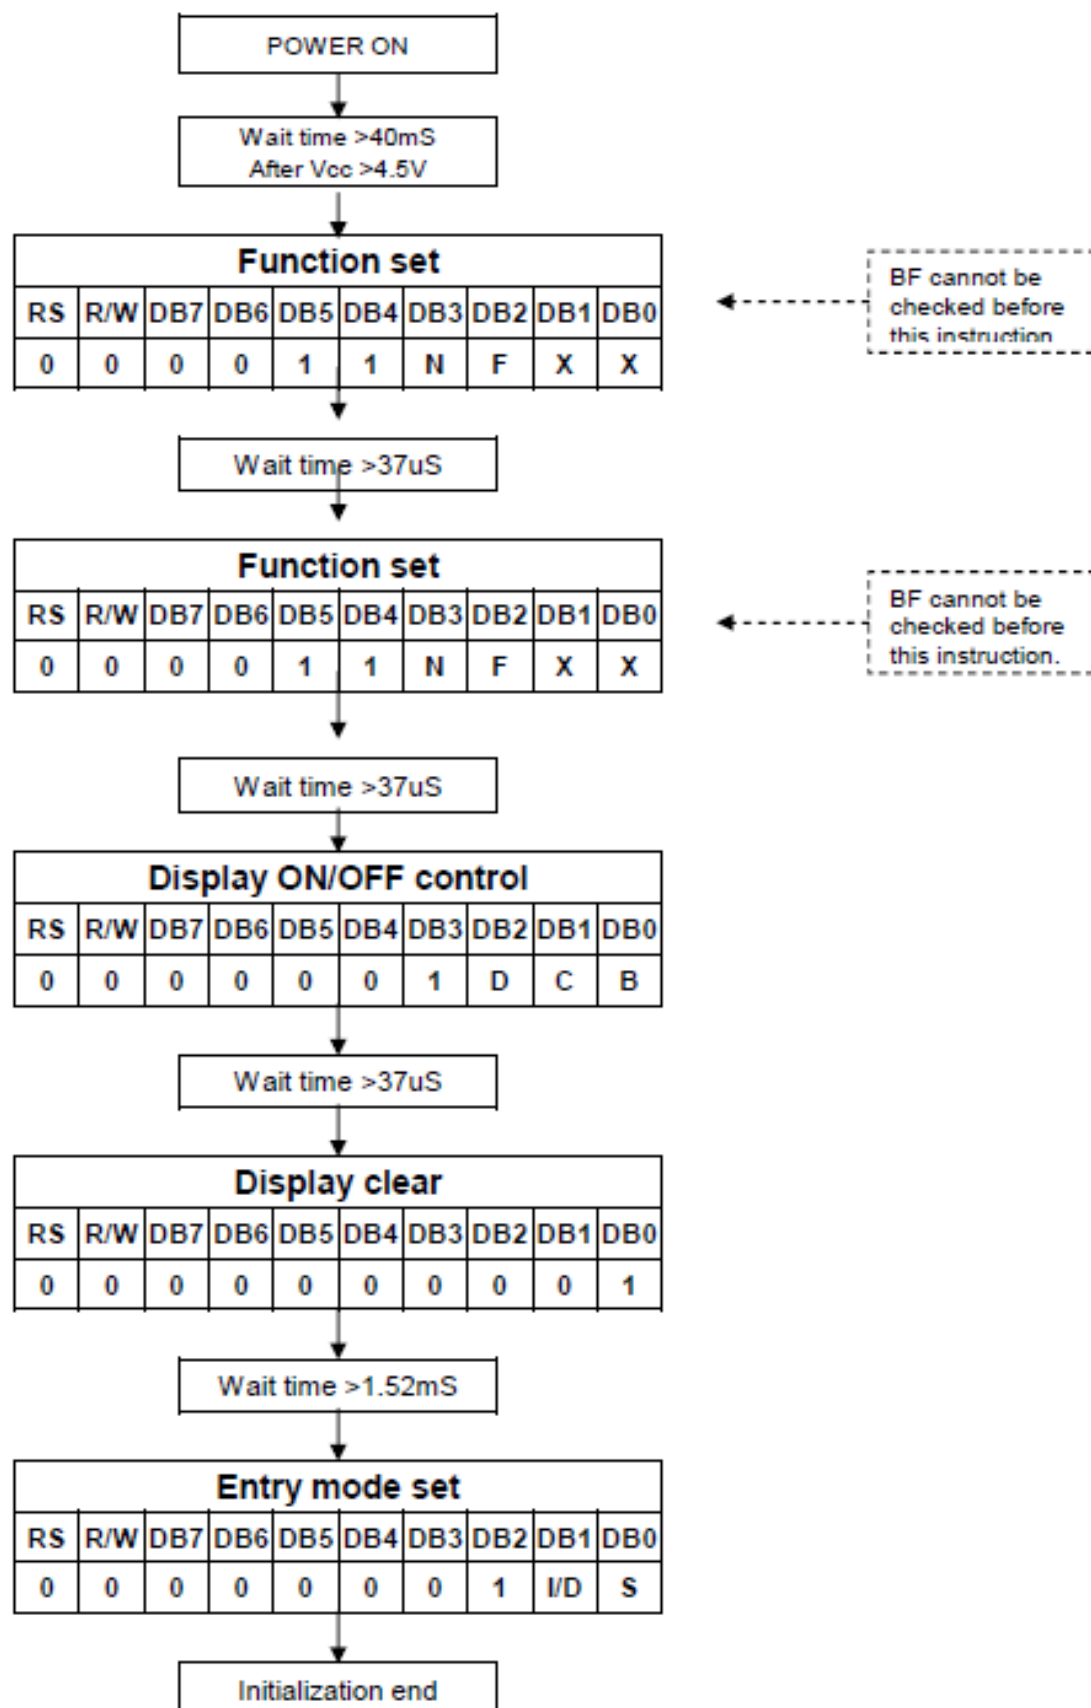 POWER ON
Wait time >40mS
After Vcc >4.5V
Function set
RS R/W DB7 DB6 DB5 DB4 DB3 DB2 DB1 DB0
0 0 0 0 1 1 N F X X
BF cannot be
checked before
this instruction
Wait time >37uS
Function set
RS R/W DB7 DB6 DB5 DB4 DB3 DB2 DB1 DB0
0 0 0 0 1 1 N F X X
BF cannot be
checked before
this instruction.
Wait time >37uS
Display ON/OFF control
RS R/W DB7 DB6 DB5 DB4 DB3 DB2 DB1 DB0
0 0 0 0 0 0 1 D C B
Wait time >37uS
Display clear
RS R/W DB7 DB6 DB5 DB4 DB3 DB2 DB1 DB0
0 0 0 0 0 0 0 0 0 1
Wait time >1.52mS
Entry mode set
RS R/W DB7 DB6 DB5 DB4 DB3 DB2 DB1 DB0
0 0 0 0 0 0 0 1 I/D S
Initialization end